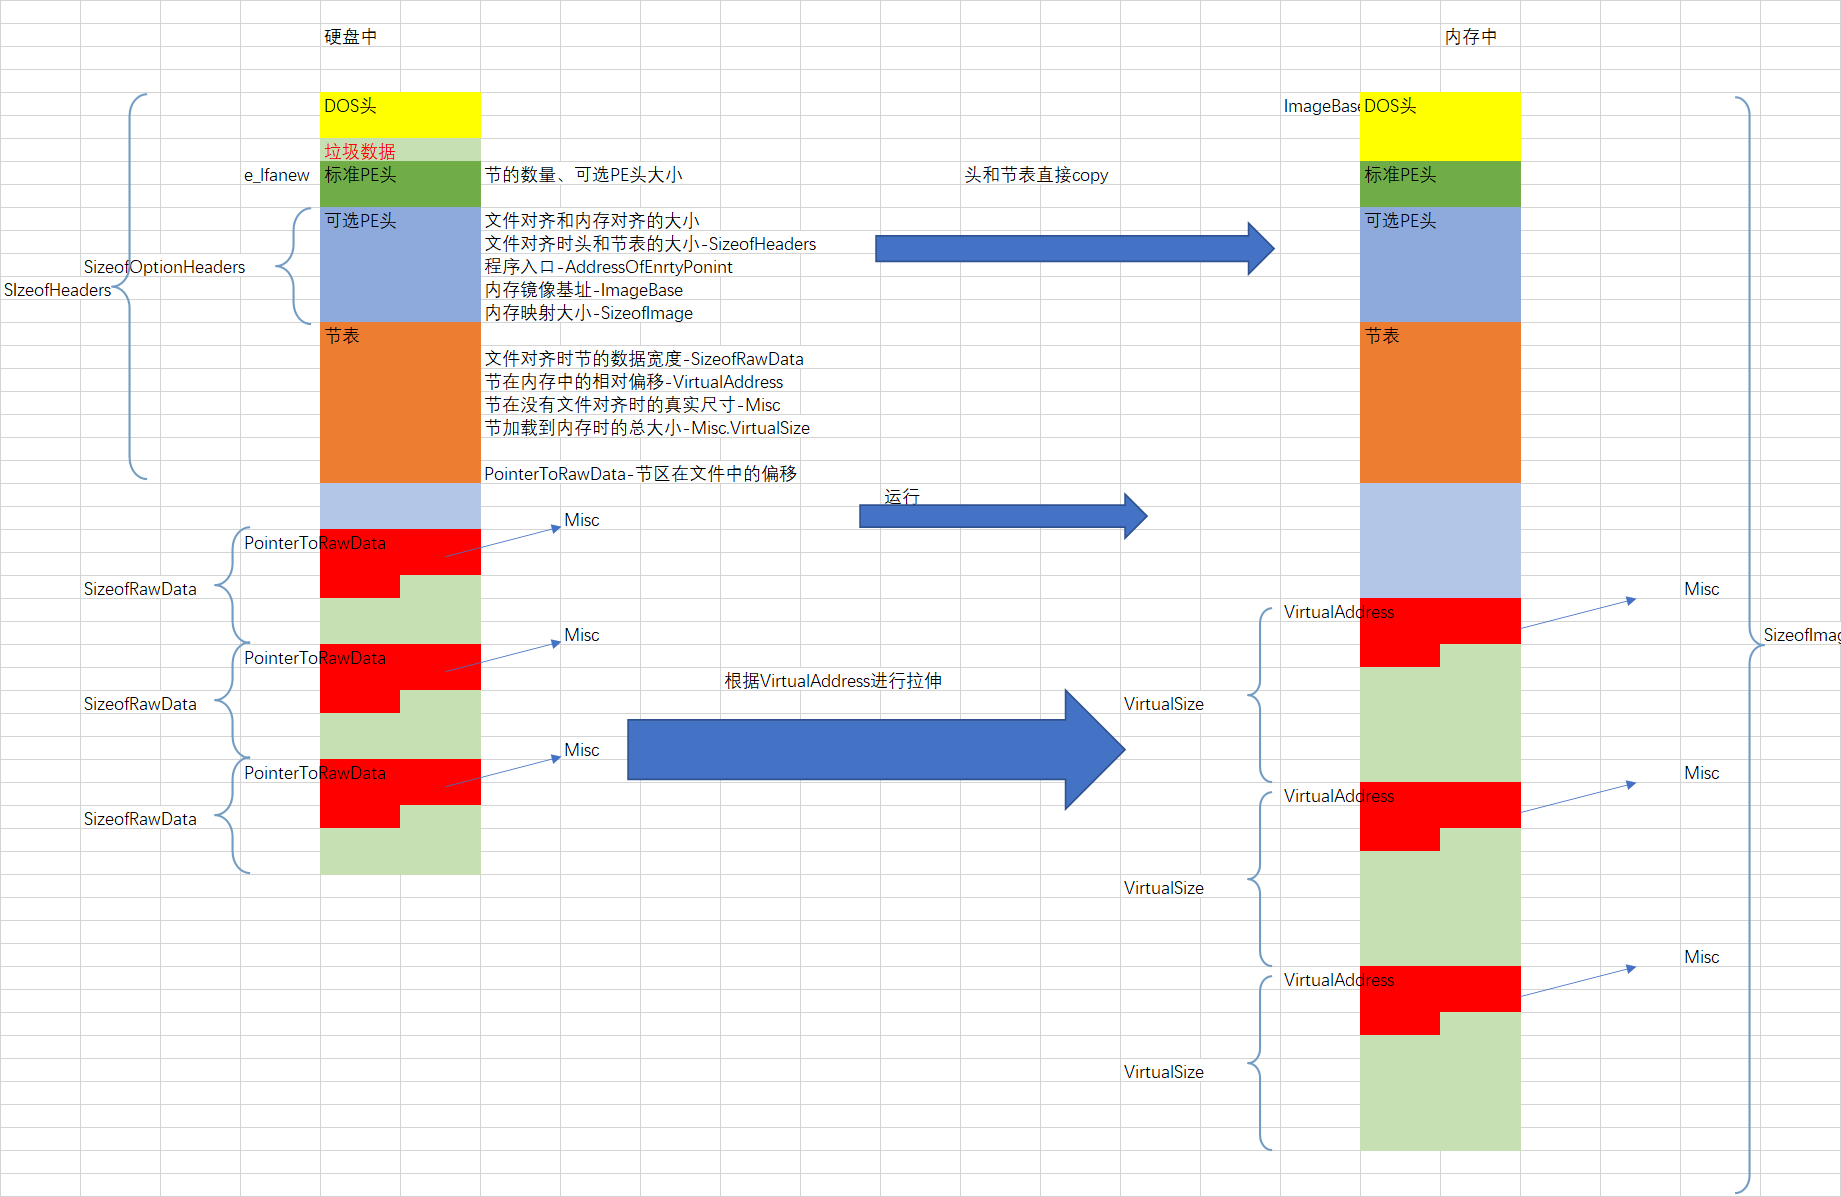 硬盘中
内存中
DOS头
ImageBase
DOS头
垃圾数据
e_lfanew
标准PE头
节的数量、可选PE头大小
头和节表直接copy
标准PE头
可选PE头
文件对齐和内存对齐的大小
可选PE头
文件对齐时头和节表的大小-SizeofHeaders
SizeofOptionHeaders
程序入口-AddressOfEnrtyPonint
SIzeofHeaders
内存镜像基址-ImageBase
内存映射大小-SizeofImage
节表
节表
文件对齐时节的数据宽度-SizeofRawData
节在内存中的相对偏移-VirtualAddress
节在没有文件对齐时的真实尺寸-Misc
节加载到内存时的总大小-Misc.VirtualSize
PointerToRawData-节区在文件中的偏移
运行
Misc
PointerToRawData
SizeofRawData
Misc
VirtualAddress
Misc
SizeofImag
PointerToRawData
根据VirtualAddress进行拉伸
SizeofRawData
VirtualSize
Misc
PointerToRawData
Misc
VirtualAddress
SizeofRawData
VirtualSize
Misc
VirtualAddress
VirtualSize